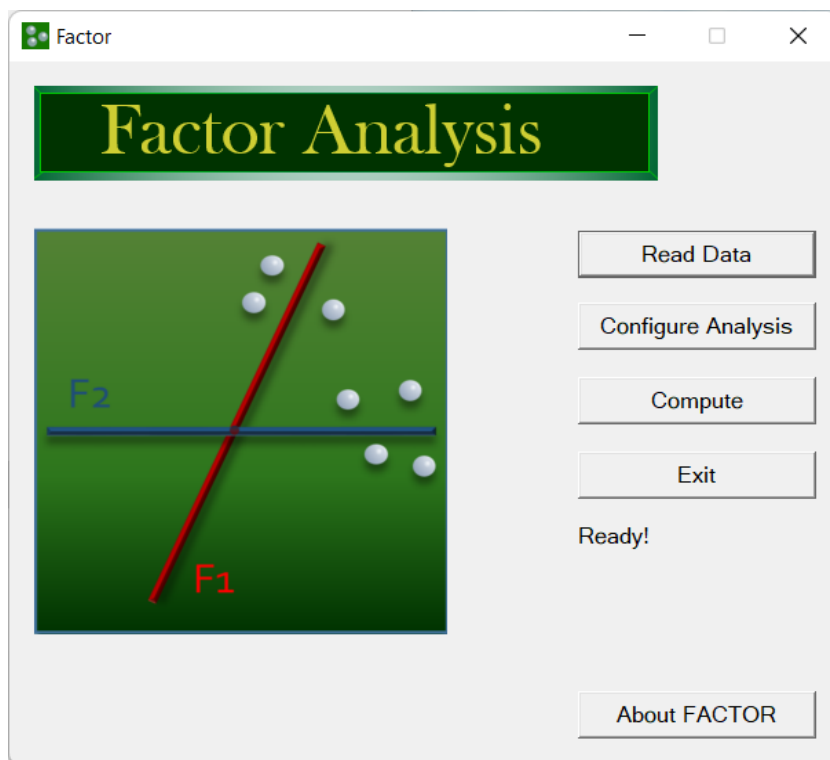 Factor
Factor Analysis
Read Data
Configure Analysis
F2
Compute
Exit
Ready!
F1
About FACTOR